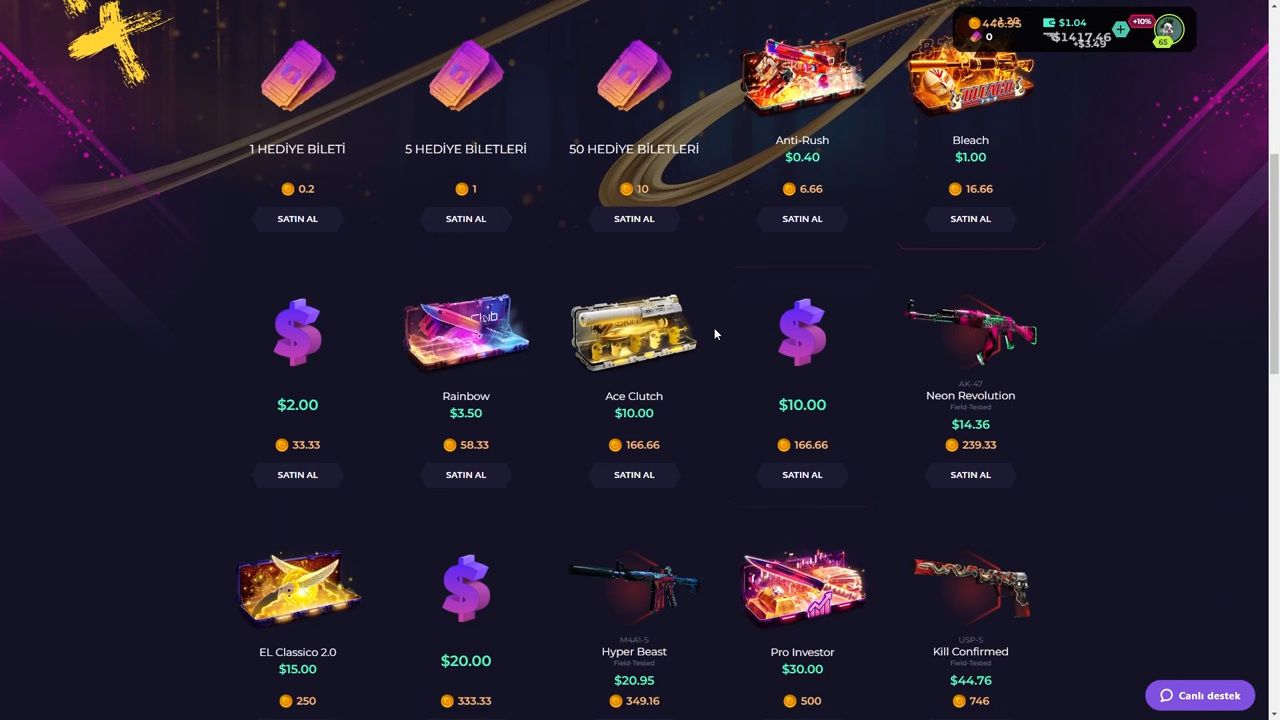 $1.04
+10%
0
+$3.49
65
1 HEDİYE BİLETİ
5 HEDİYE BİLETLERİ
50 HEDİYE BİLETLERİ
Anti-Rush
$0.40
BLEACH
Bleach
$1.00
0.2
1
10
6.66
16.66
SATIN AL
SATIN AL
SATIN AL
SATIN AL
SATIN AL
$2.00
Rainbow
$3.50
Ace Clutch
$10.00
$10.00
AK-47
Neon Revolution
Field-Tested
$14.36
33.33
58.33
166.66
166.66
239.33
SATIN AL
SATIN AL
SATIN AL
SATIN AL
SATIN AL
EL Classico 2.0
$15.00
$20.00
M4A1-S
Hyper Beast
Field-Tested
$20.95
Pro Investor
$30.00
USP-S
Kill Confirmed
Field-Tested
$44.76
250
333.33
349.16
500
746
Canlı destek